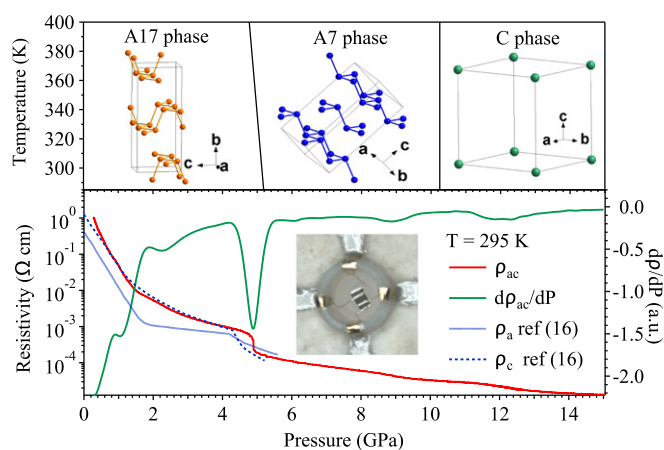 A17 phase
A7 phase
C phase
Temperature (K)
400
380
360
340
320
300
b
c
a
a
c
b
c
a
b
Resistivity (Ω cm)
10⁰
10⁻¹
10⁻²
10⁻³
10⁻⁴
T = 295 K
ρac
dρac/dP
ρa ref (16)
ρc ref (16)
0.0
-0.5
-1.0
-1.5
-2.0
dρ/dP (a.u.)
0
2
4
6
8
10
12
14
Pressure (GPa)